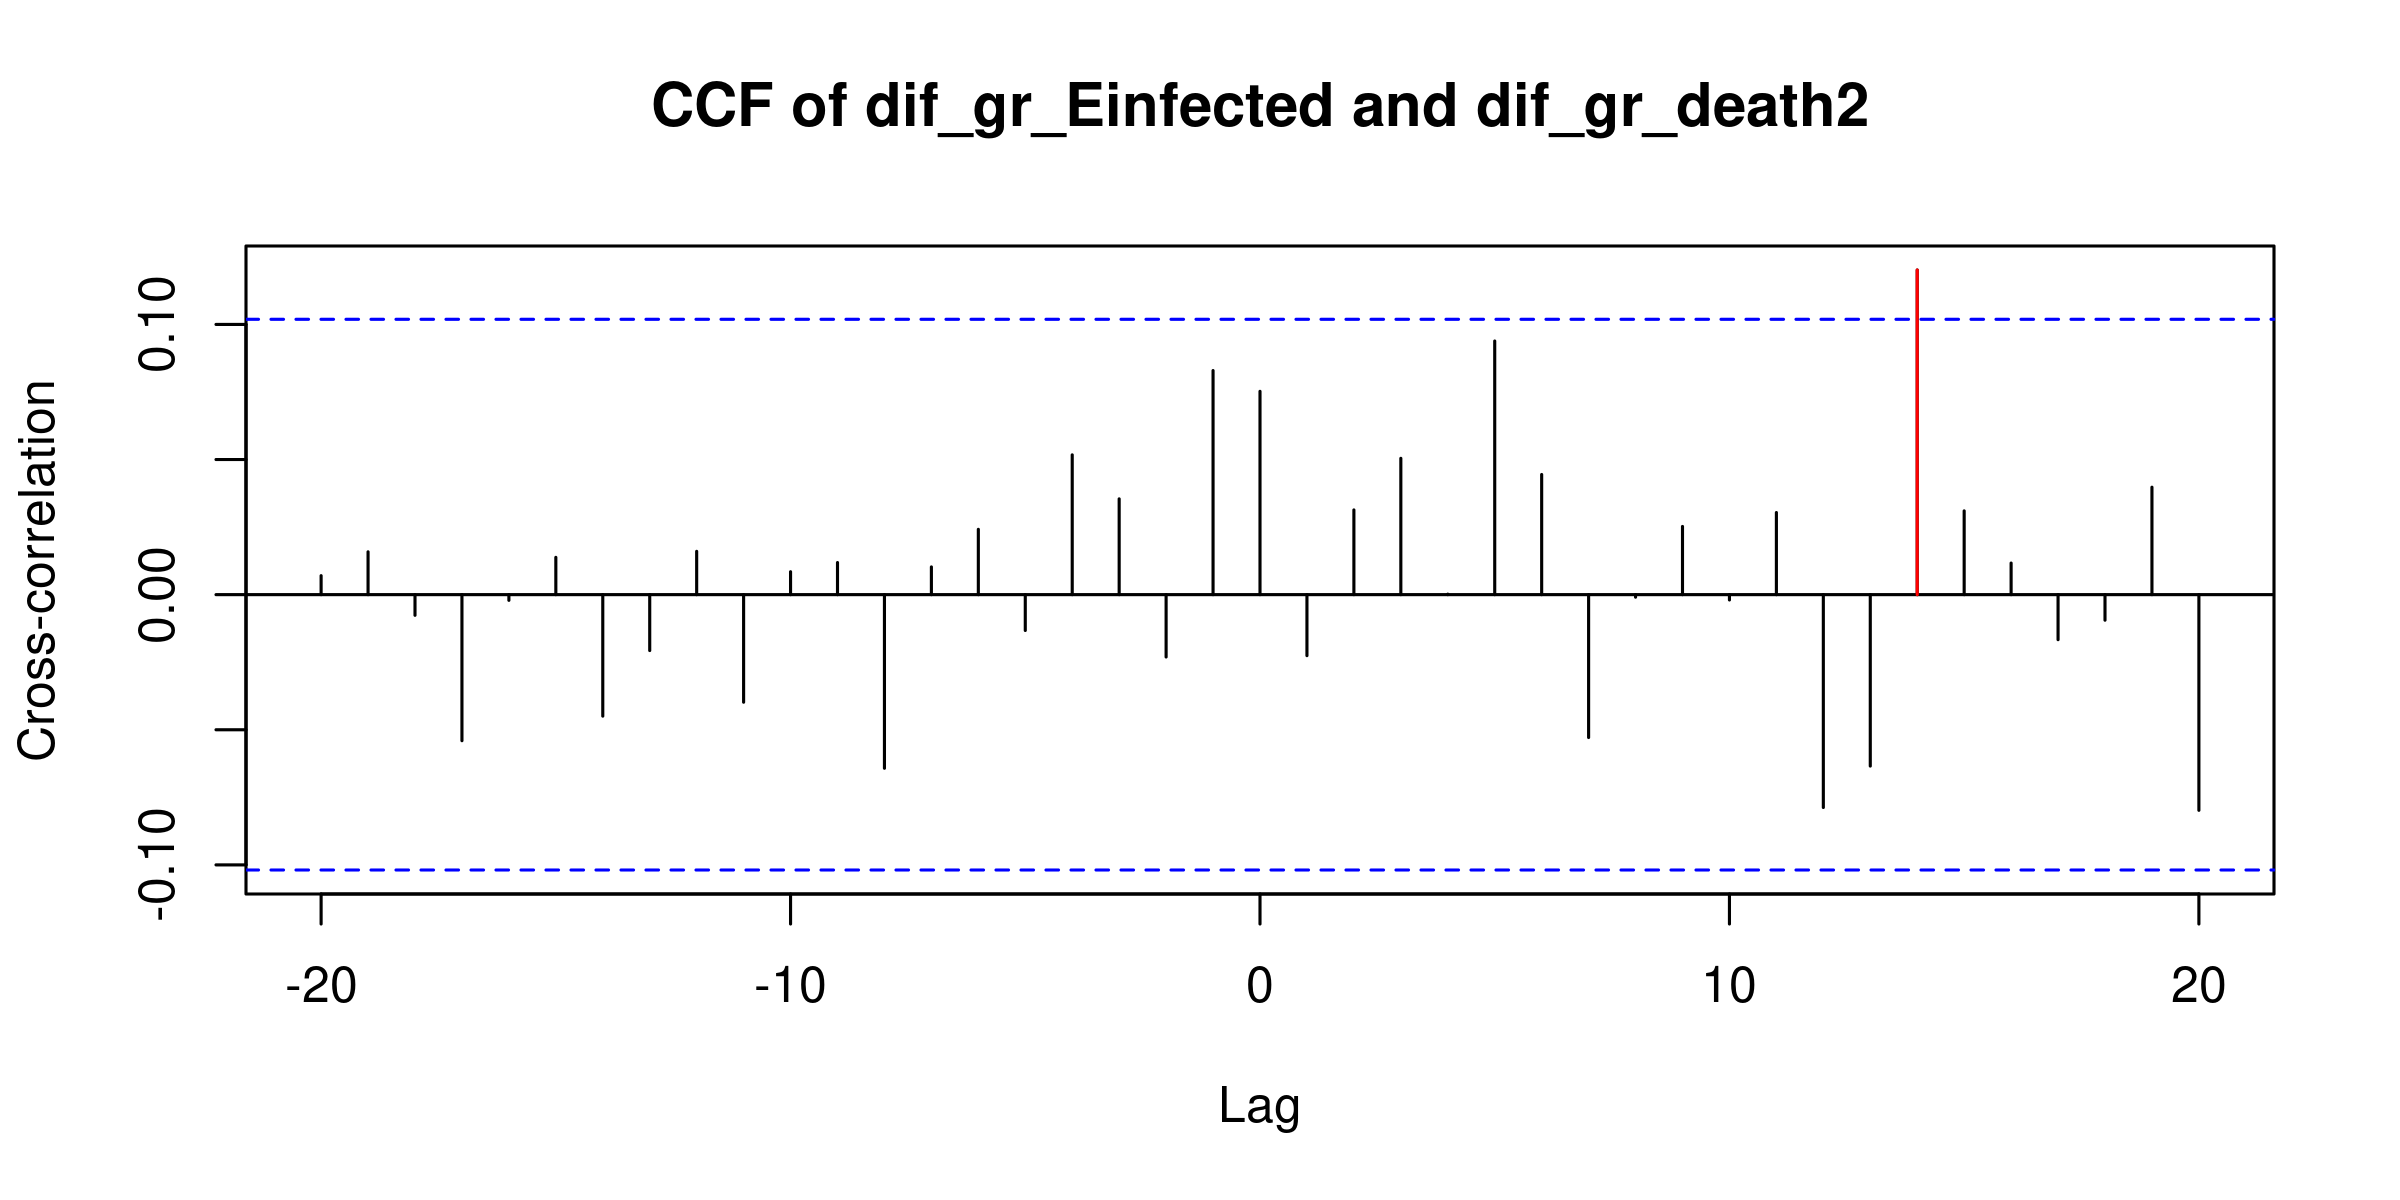 CCF of dif_gr_Einfected and dif_gr_death2
Cross-correlation
0.10
0.00
-0.10
-20 -10 0 10 20
Lag